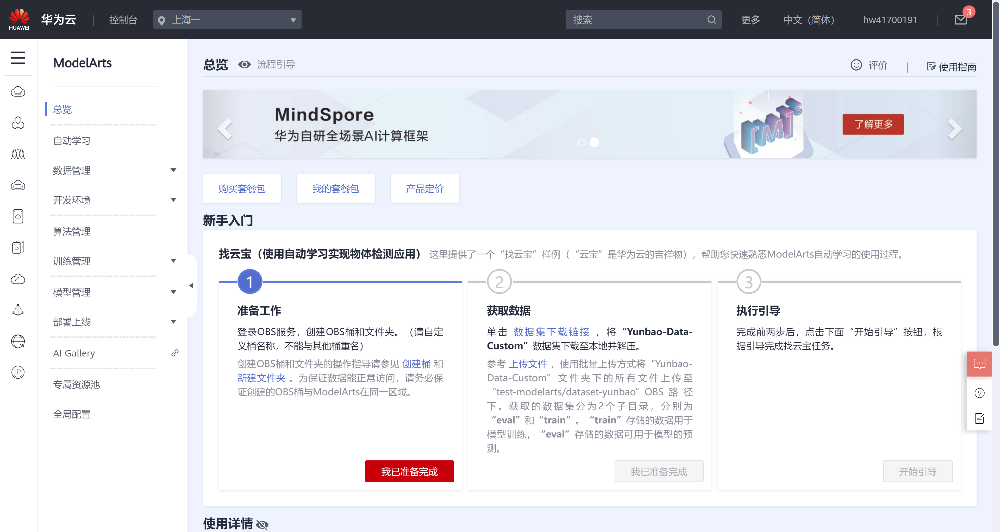 HUAWEI
华为云
控制台
上海一
搜索
更多
中文（简体）
hw41700191
3
ModelArts
总览
自动学习
数据管理
开发环境
算法管理
训练管理
模型管理
部署上线
AI Gallery
专属资源池
全局配置
W
IP
总览
流程引导
评价
使用指南
MindSpore
华为自研全场景AI计算框架
[M]s
了解更多
购买套餐包
我的套餐包
产品定价
新手入门
找云宝（使用自动学习实现物体检测应用） 这里提供了一个“找云宝”样例（“云宝”是华为云的吉祥物），帮助您快速熟悉ModelArts自动学习的使用过程。
1
准备工作
登录OBS服务，创建OBS桶和文件夹。（请自定
义桶名称，不能与其他桶重名）
创建OBS桶和文件夹的操作指导请参见 创建桶 和
新建文件夹 。为保证数据能正常访问，请务必保
证创建的OBS桶与ModelArts在同一区域。
我已准备完成
2
获取数据
单击 数据集下载链接 ，将 “Yunbao-Data-
Custom” 数据集下载至本地并解压。
参考 上传文件 ，使用批量上传方式将“Yunbao-
Data-Custom”文件夹下的所有文件上传至
“test-modelarts/dataset-yunbao”OBS 路 径
下。获取的数据集分为2个子目录，分别为
“eval” 和 “train” 。 “train” 存储的数据用于
模型训练， “eval” 存储的数据可用于模型的预
测。
我已准备完成
3
执行引导
完成前两步后，点击下面“开始引导”按钮，根
据引导完成找云宝任务。
开始引导
使用详情